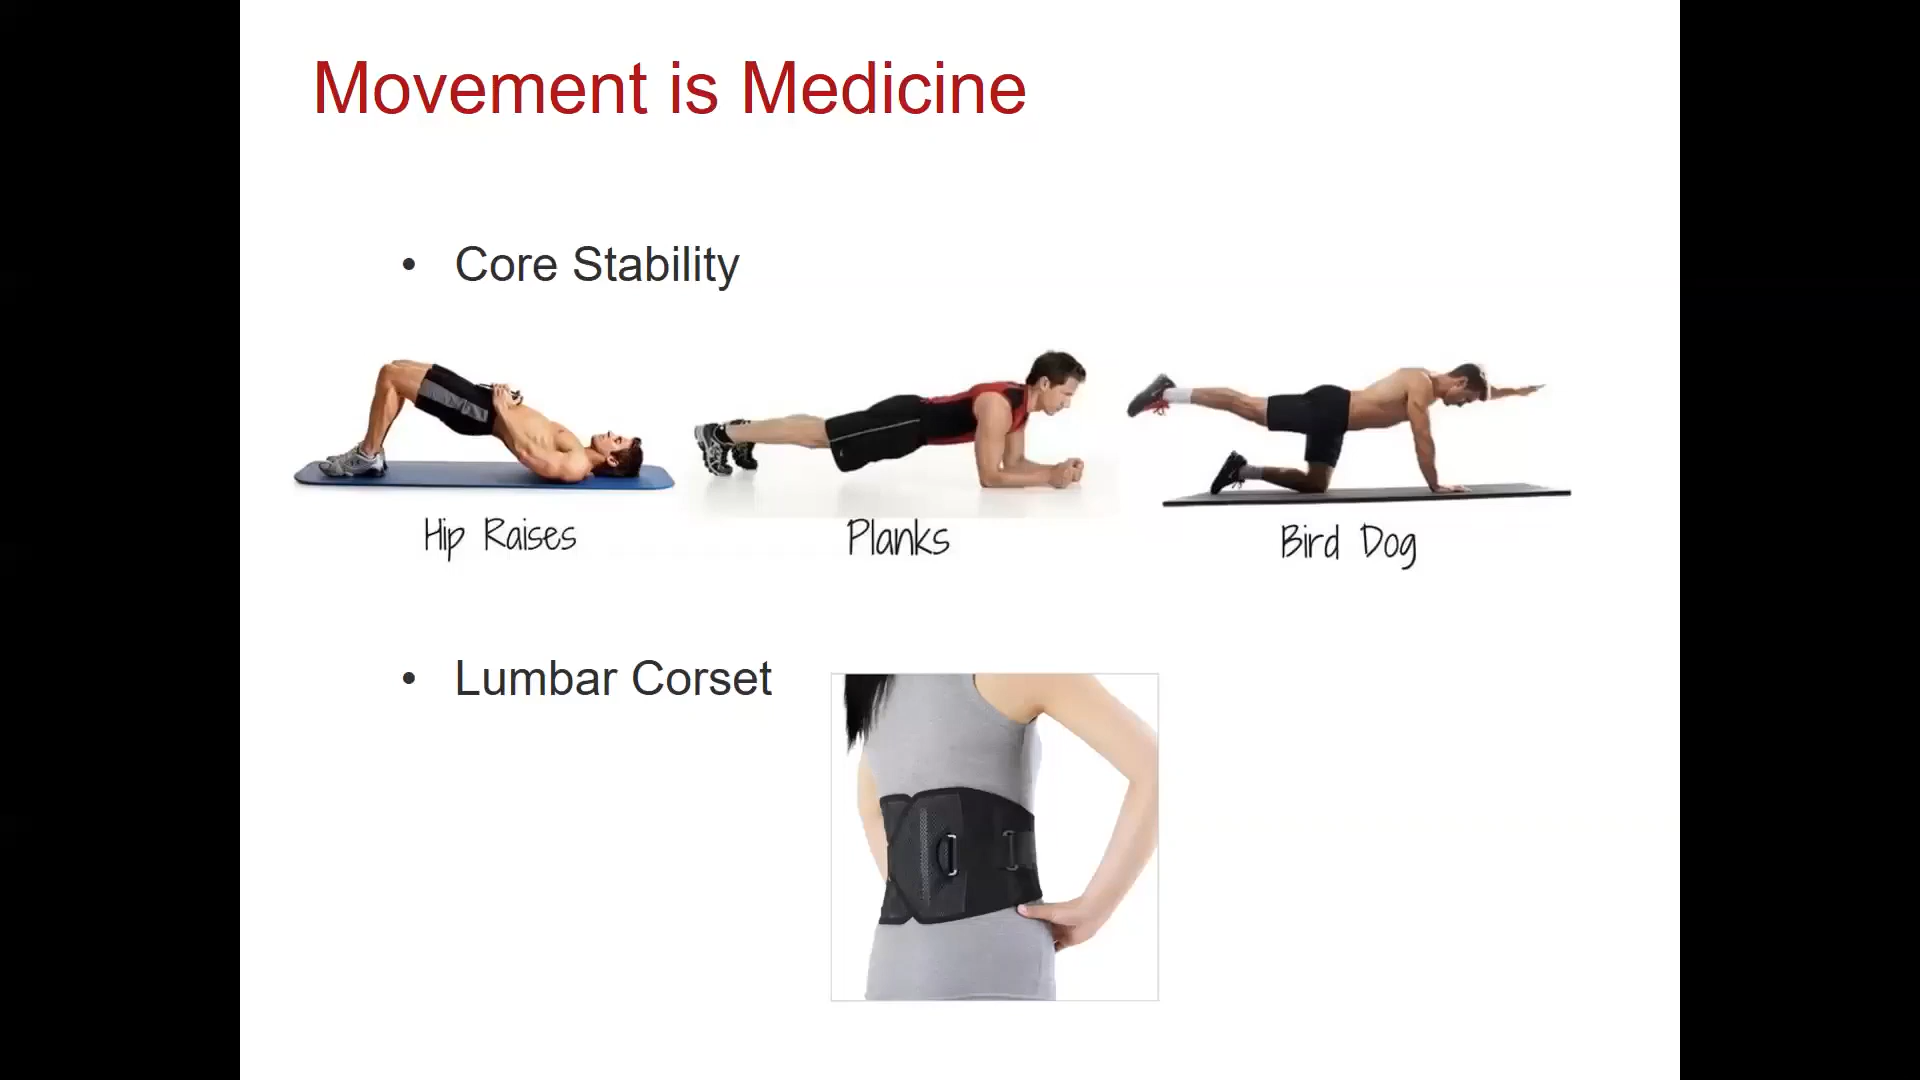 Movement is Medicine
• Core Stability
Hip Raises
Planks
Bird Dog
• Lumbar Corset